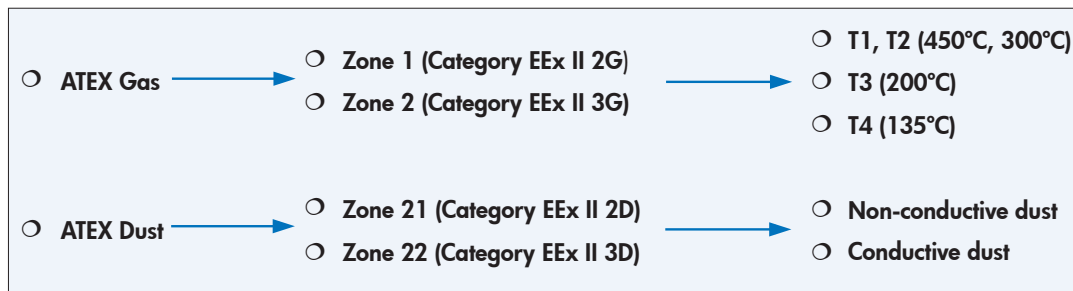 ATEX Gas
Zone 1 (Category EEx II 2G)
Zone 2 (Category EEx II 3G)
T1, T2 (450°C, 300°C)
T3 (200°C)
T4 (135°C)
ATEX Dust
Zone 21 (Category EEx II 2D)
Zone 22 (Category EEx II 3D)
Non-conductive dust
Conductive dust